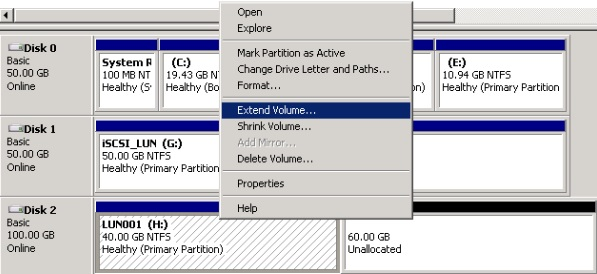 Open
Explore
Mark Partition as Active
Change Drive Letter and Paths...
Format...
Extend Volume...
Shrink Volume...
Add Mirror...
Delete Volume...
Properties
Help
Disk 0
Basic
50.00 GB
Online
System R
100 MB NT
Healthy (S
(C:)
19.43 GB N
Healthy (Bo
on)
(E:)
10.94 GB NTFS
Healthy (Primary Partition
Disk 1
Basic
50.00 GB
Online
iSCSI_LUN (G:)
50.00 GB NTFS
Healthy (Primary Partition
Disk 2
Basic
100.00 GB
Online
LUN001 (H:)
40.00 GB NTFS
Healthy (Primary Partition)
60.00 GB
Unallocated